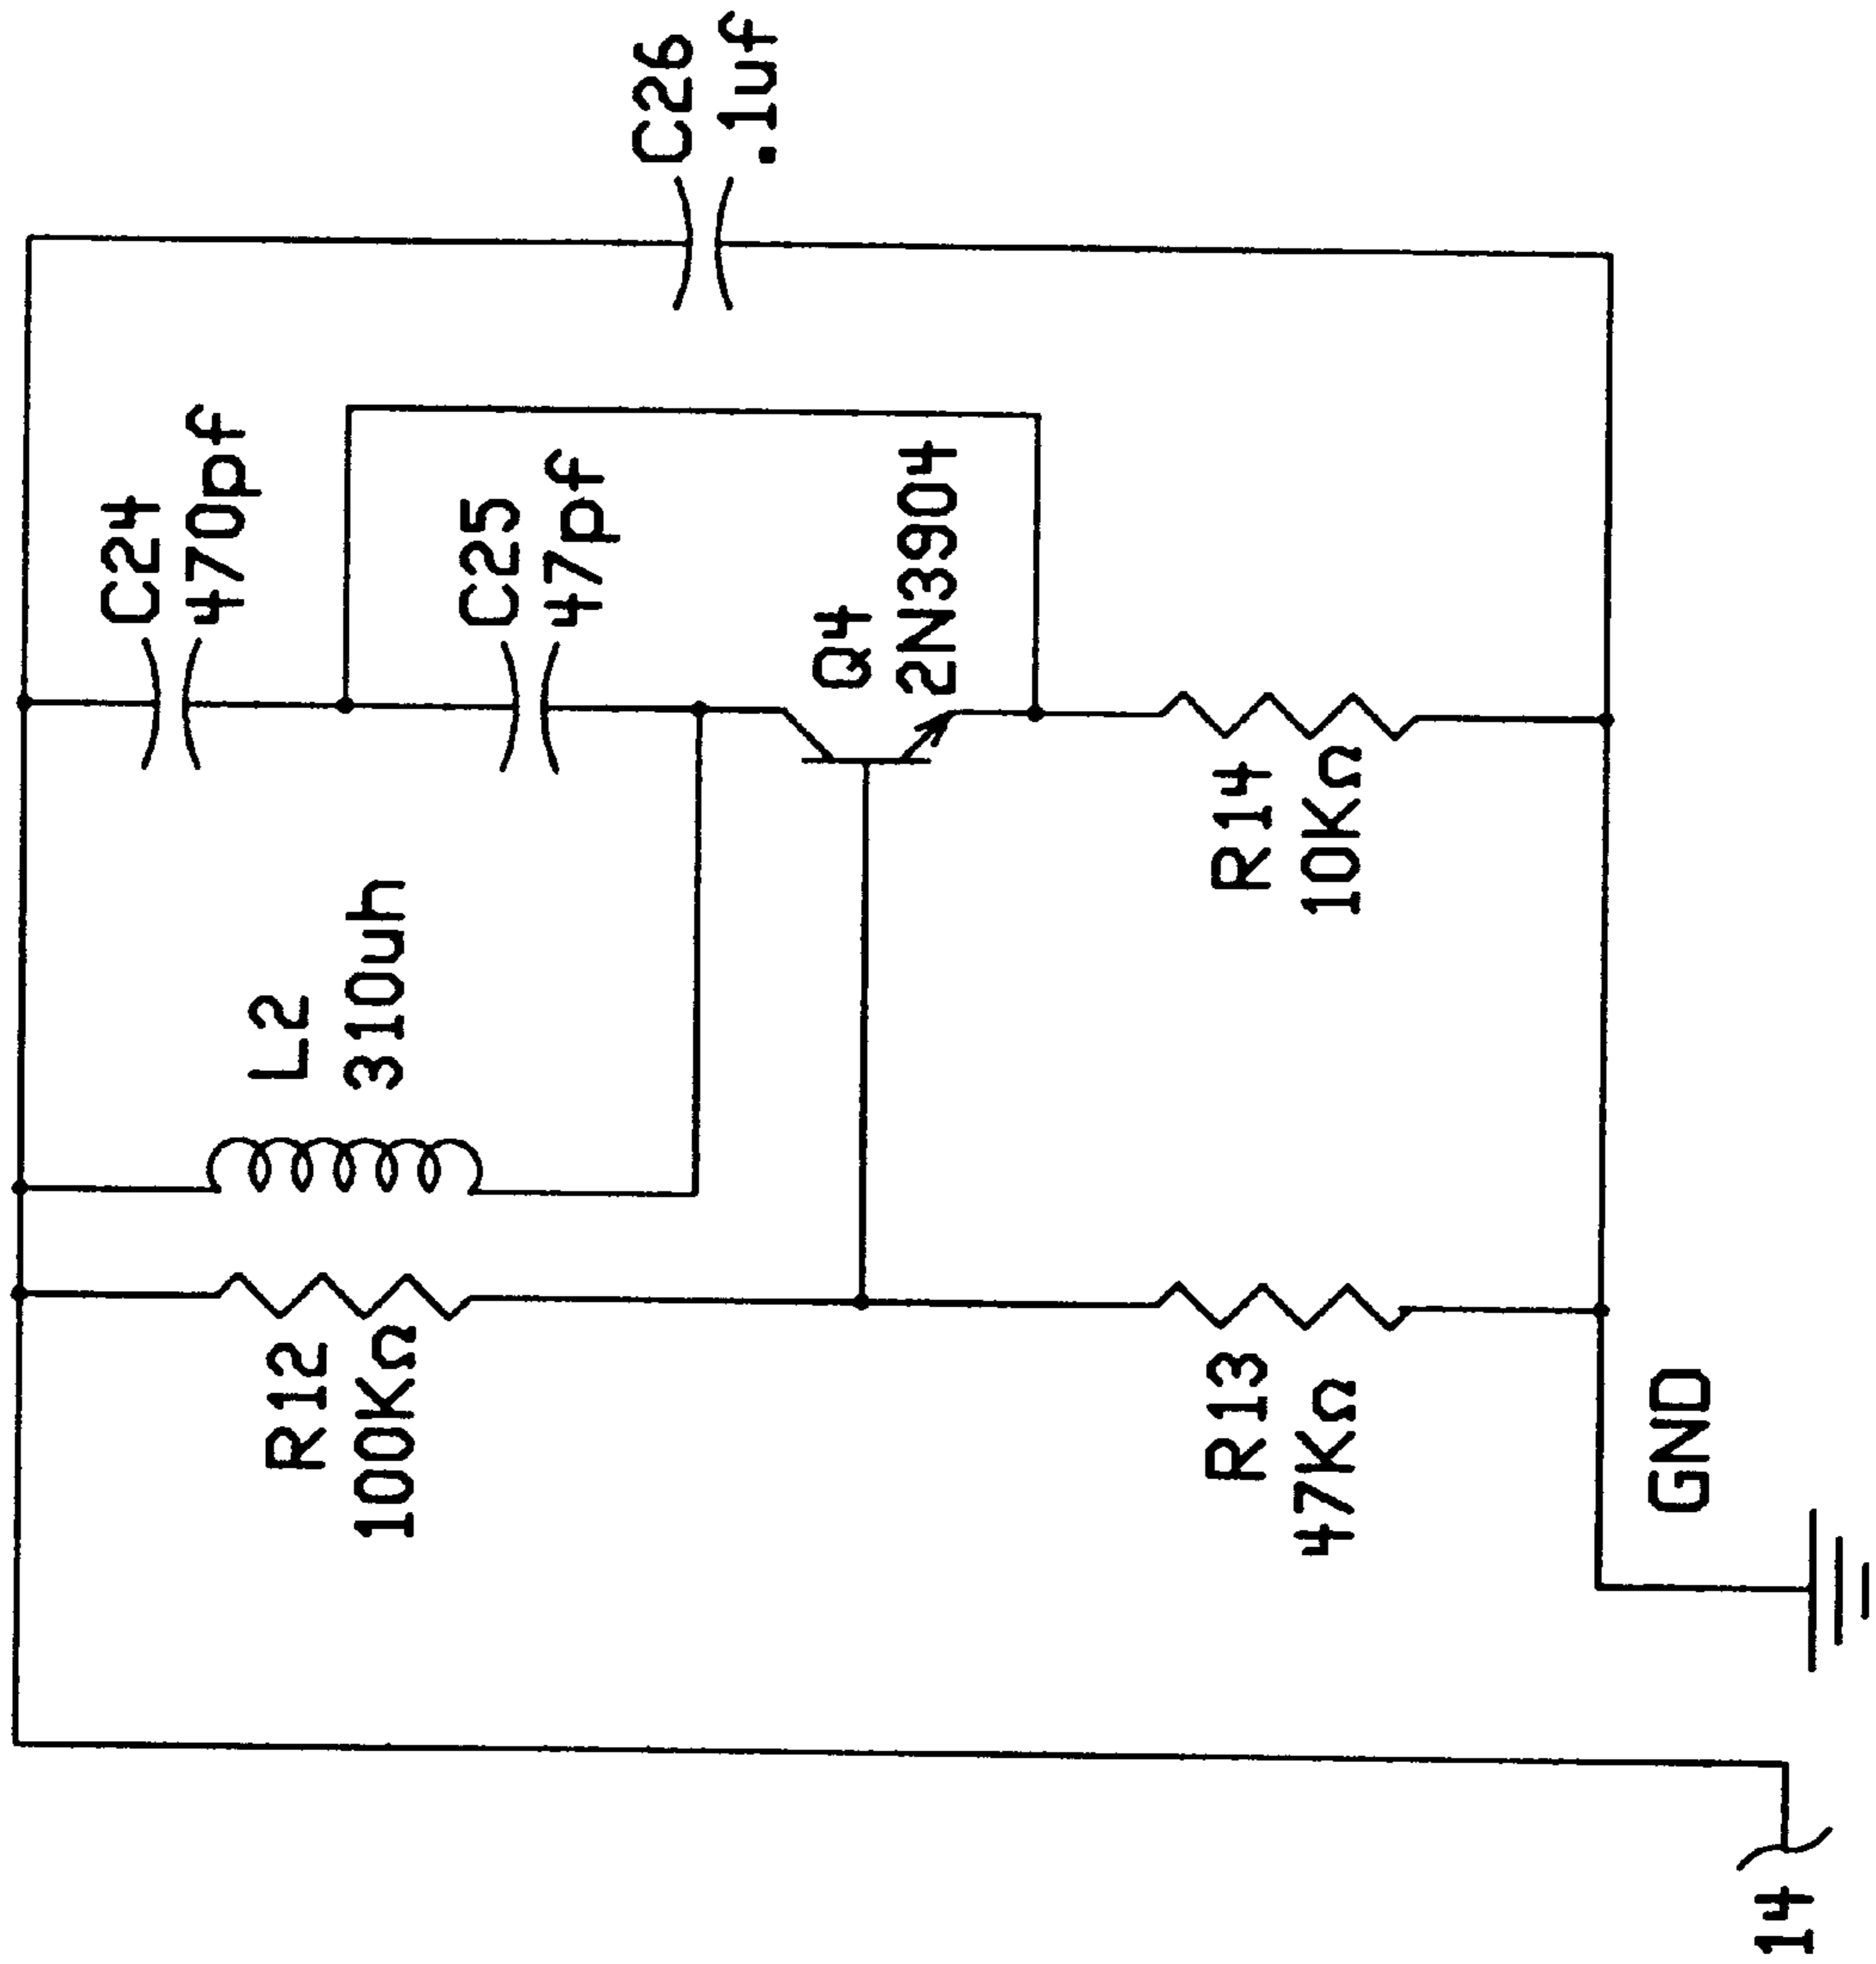 C26
.1uf
C24
470pf
C25
47pf
Q4
2N3904
L2
310uh
R14
10KΩ
R12
100KΩ
R13
47KΩ
GND
14